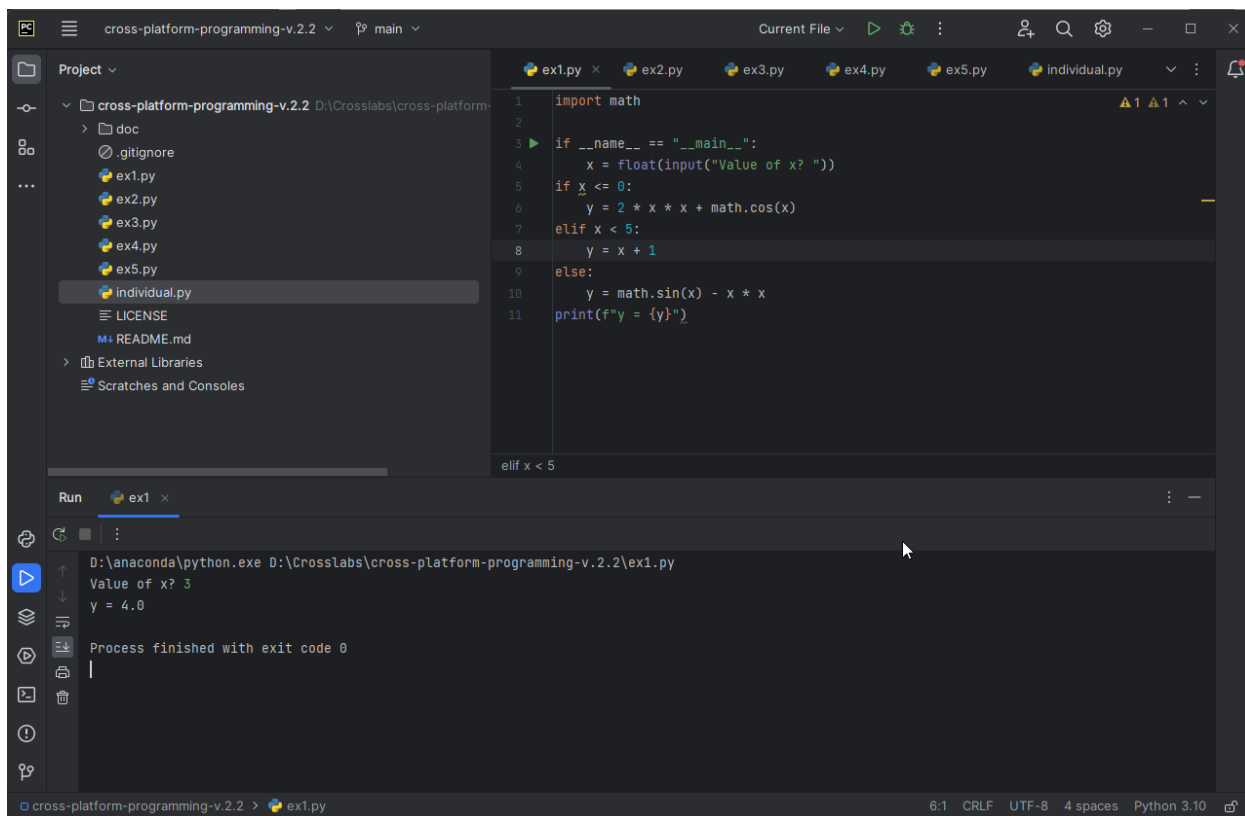 PC cross-platform-programming-v.2.2 main Current File
Project
cross-platform-programming-v.2.2 D:\Crosslabs\cross-platform-
doc
.gitignore
ex1.py
ex2.py
ex3.py
ex4.py
ex5.py
individual.py
LICENSE
M↓ README.md
External Libraries
Scratches and Consoles
ex1.py ex2.py ex3.py ex4.py ex5.py individual.py
1 import math 1 1
2
3 if __name__ == "__main__":
4 x = float(input("Value of x? "))
5 if x <= 0:
6 y = 2 * x * x + math.cos(x)
7 elif x < 5:
8 y = x + 1
9 else:
10 y = math.sin(x) - x * x
11 print(f"y = {y}")
elif x < 5
Run ex1
D:\anaconda\python.exe D:\Crosslabs\cross-platform-programming-v.2.2\ex1.py
Value of x? 3
y = 4.0
Process finished with exit code 0
cross-platform-programming-v.2.2 > ex1.py 6:1 CRLF UTF-8 4 spaces Python 3.10